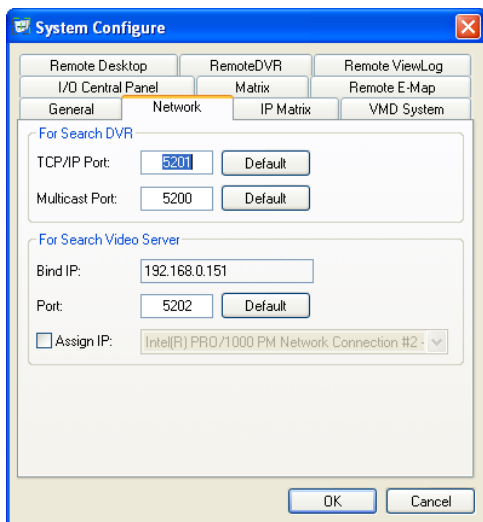 System Configure
Remote Desktop RemoteDVR Remote ViewLog
I/O Central Panel Matrix Remote E-Map
General Network IP Matrix VMD System
For Search DVR
TCP/IP Port: 5201 Default
Multicast Port: 5200 Default
For Search Video Server
Bind IP: 192.168.0.151
Port: 5202 Default
Assign IP: Intel(R) PRO/1000 PM Network Connection #2 -
OK Cancel